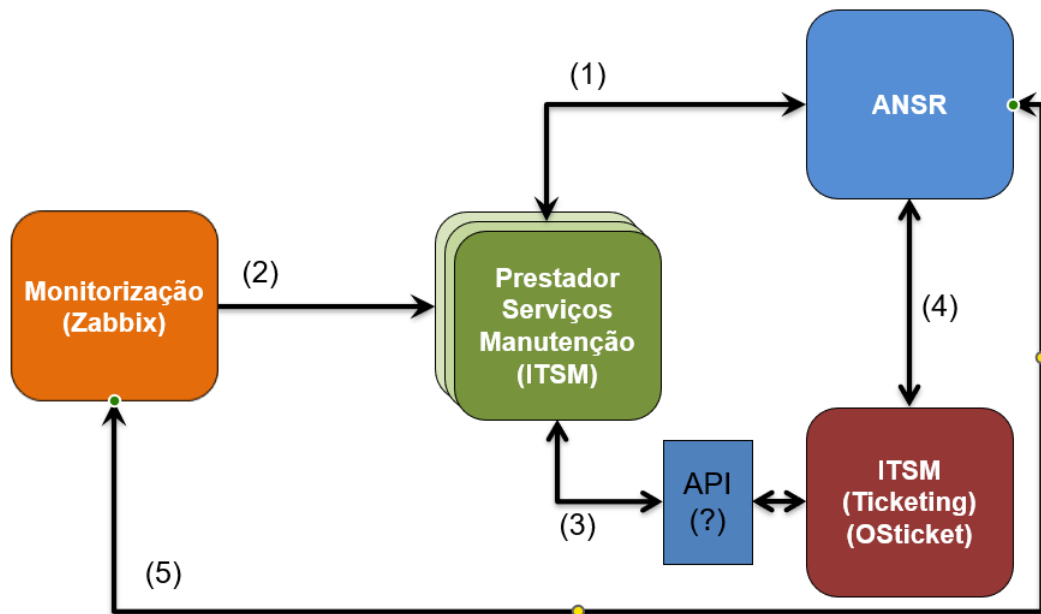 (1)
ANSR
Monitorização
(Zabbix)
(2)
Prestador
Serviços
Manutenção
(ITSM)
(4)
API
(?)
(3)
ITSM
(Ticketing)
(OSticket)
(5)